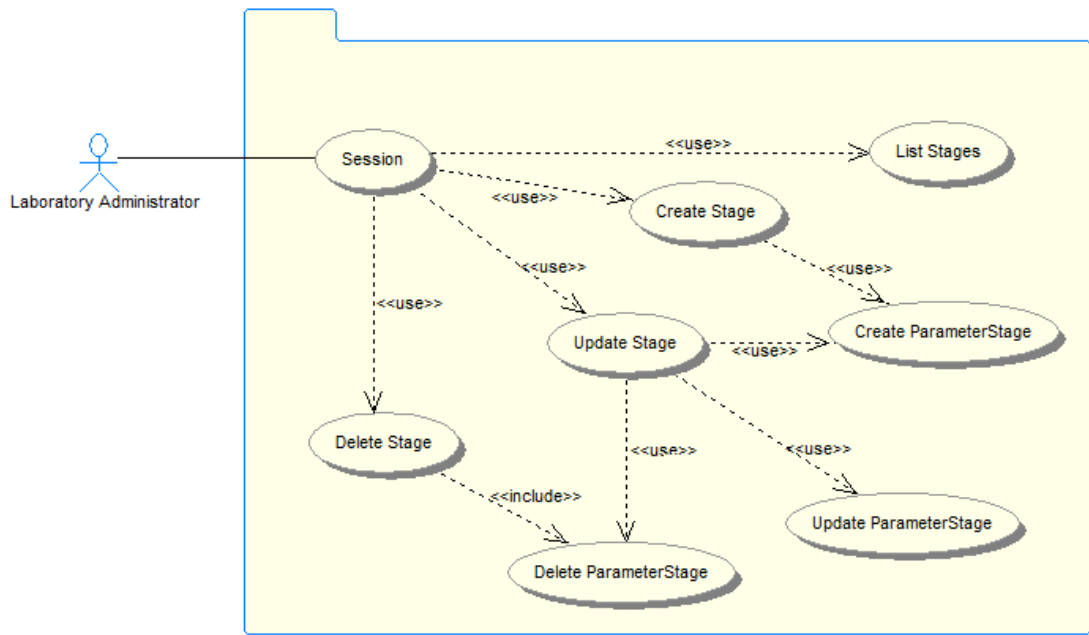 <<use>>
List Stages
Session
Laboratory Administrator
<<use>>
Create Stage
<<use>>
<<use>>
<<use>>
Create ParameterStage
Update Stage
<<use>>
Delete Stage
<<use>>
<<use>>
<<include>>
Update ParameterStage
Delete ParameterStage